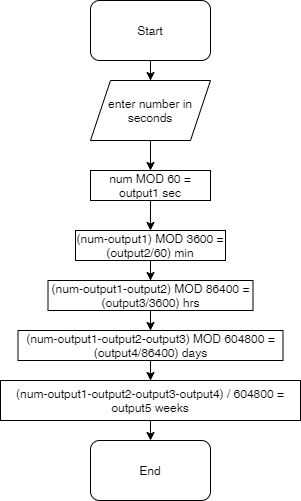 Start
enter number in
seconds
num MOD 60 =
output1 sec
(num-output1) MOD 3600 =
(output2/60) min
(num-output1-output2) MOD 86400 =
(output3/3600) hrs
(num-output1-output2-output3) MOD 604800 =
(output4/86400) days
(num-output1-output2-output3-output4) / 604800 =
output5 weeks
End